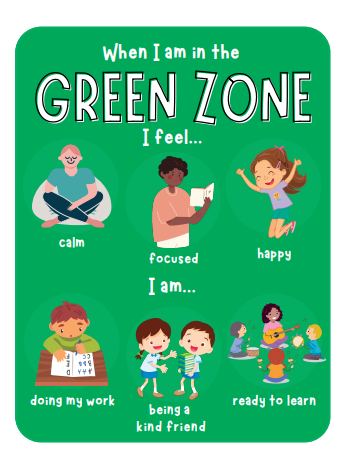 When I am in the
GREEN ZONE
I feel...
calm
focused
happy
I am...
doing my work
being a
kind friend
ready to learn